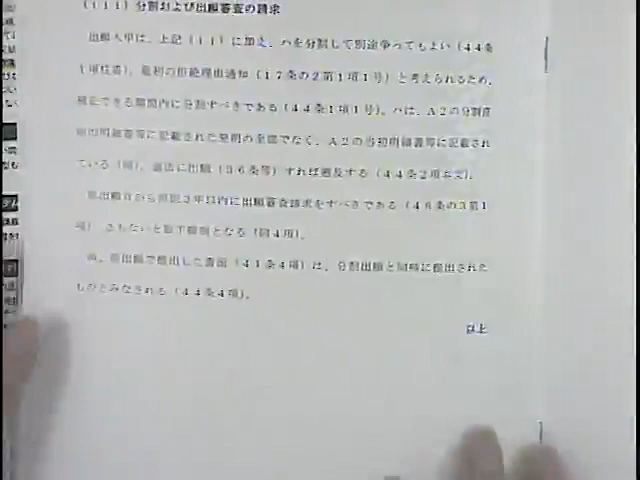 (iii)分割および出願審査の請求
出願人甲は、上記(ii)に加え、ハを分割して別途争ってもよい(44条
1項柱書)。最初の拒絶理由通知(17条の2第1項1号)と考えられるため、
補正できる期間内に分割すべきである(44条1項1号)。ハは、A2の分割直
前の明細書等に記載された発明の全部でなく、A2の当初明細書等に記載され
ている(同)。適法に出願(36条等)すれば遡及する(44条2項本文)。
原出願日から原則3年以内に出願審査請求をすべきである(48条の3第1
項)。さもないと取下擬制となる(同4項)。
尚、原出願で提出した書面(41条4項)は、分割出願と同時に提出された
ものとみなされる(44条4項)。
以上